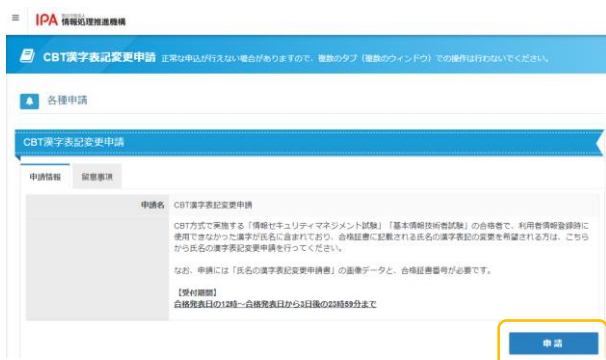 ≡ IPA 独立行政法人 情報処理推進機構
CBT漢字表記変更申請 正常な申込が行えない場合がありますので、複数のタブ（複数のウィンドウ）での操作は行わないでください。
各種申請
CBT漢字表記変更申請
申請情報 留意事項
申請名 CBT漢字表記変更申請
CBT方式で実施する「情報セキュリティマネジメント試験」「基本情報技術者試験」の合格者で、利用者情報登録時に
使用できなかった漢字が氏名に含まれており、合格証書に記載される氏名の漢字表記の変更を希望される方は、こちら
から氏名の漢字表記変更申請を行ってください。
なお、申請には「氏名の漢字表記変更申請書」の画像データと、合格証書番号が必要です。
【受付期間】
合格発表日の12時～合格発表日から3日後の23時59分まで
申請